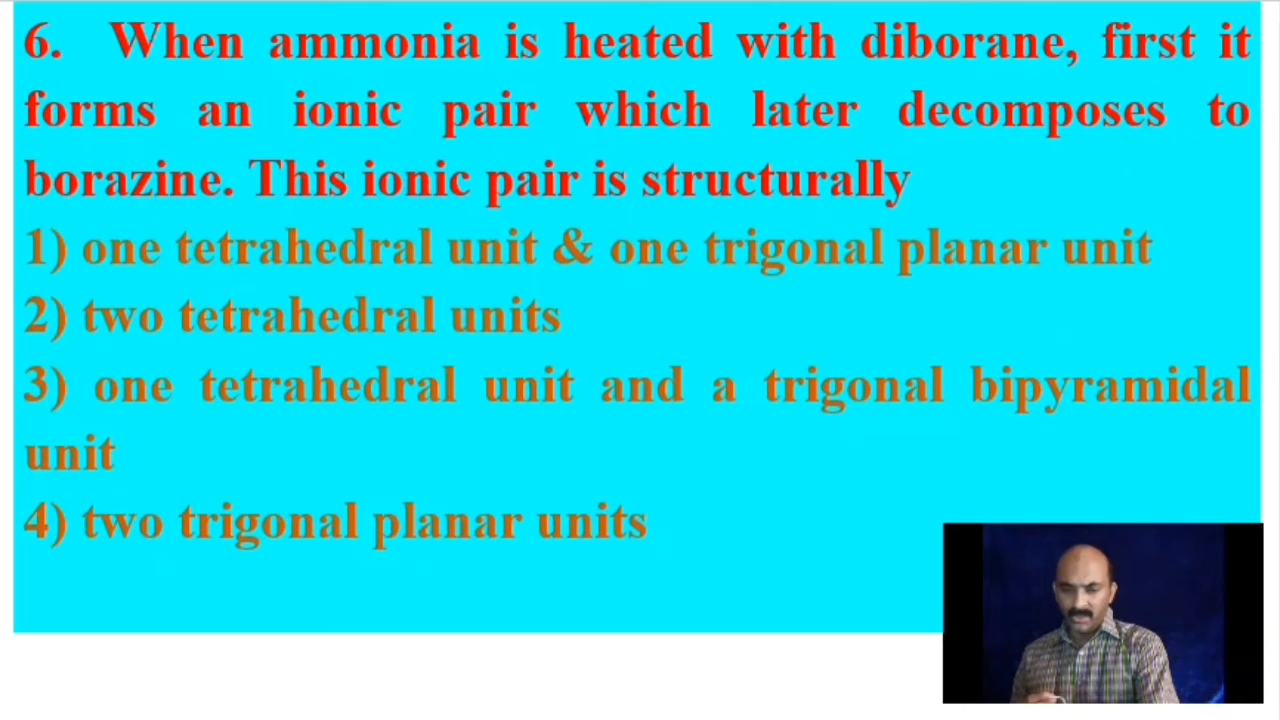 6. When ammonia is heated with diborane, first it
forms an ionic pair which later decomposes to
borazine. This ionic pair is structurally
1) one tetrahedral unit & one trigonal planar unit
2) two tetrahedral units
3) one tetrahedral unit and a trigonal bipyramidal
unit
4) two trigonal planar units